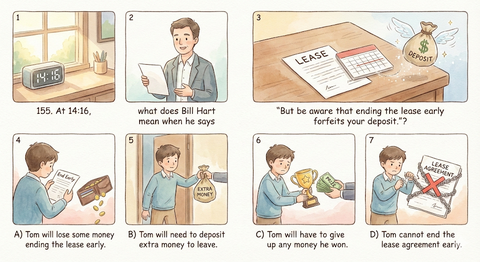 1
14:16
155. At 14:16,
2
what does Bill Hart
mean when he says
3
LEASE
$
DEPOSIT
"But be aware that ending the lease early
forfeits your deposit."?
4
End Early
A) Tom will lose some money
ending the lease early.
5
EXTRA
MONEY
B) Tom will need to deposit
extra money to leave.
6
C) Tom will have to give
up any money he won.
7
LEASE
AGREEMENT
D) Tom cannot end the
lease agreement early.